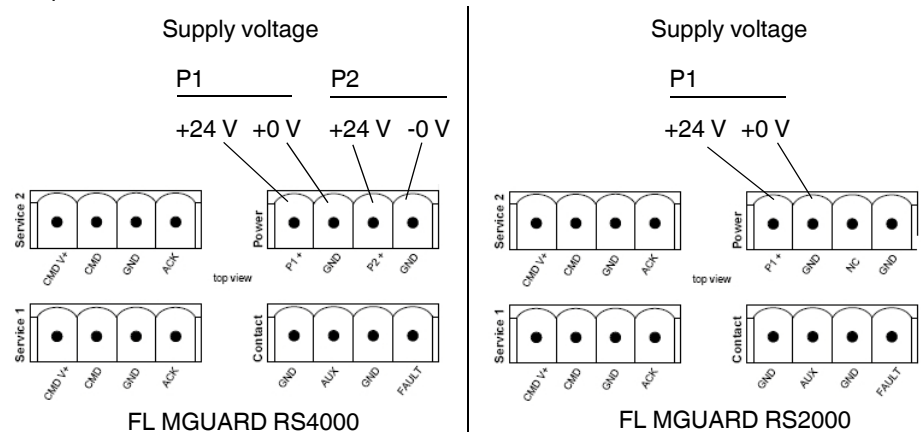 Supply voltage
P1 P2
+24 V +0 V +24 V -0 V
Service 2
CMD V+ CMD GND ACK
Power
P1 + GND P2 + GND
top view
Service 1
CMD V+ CMD GND ACK
Contact
GND AUX GND FAULT
FL MGUARD RS4000
Supply voltage
P1
+24 V +0 V
Service 2
CMD V+ CMD GND ACK
Power
P1 + GND NC GND
top view
Service 1
CMD V+ CMD GND ACK
Contact
GND AUX GND FAULT
FL MGUARD RS2000